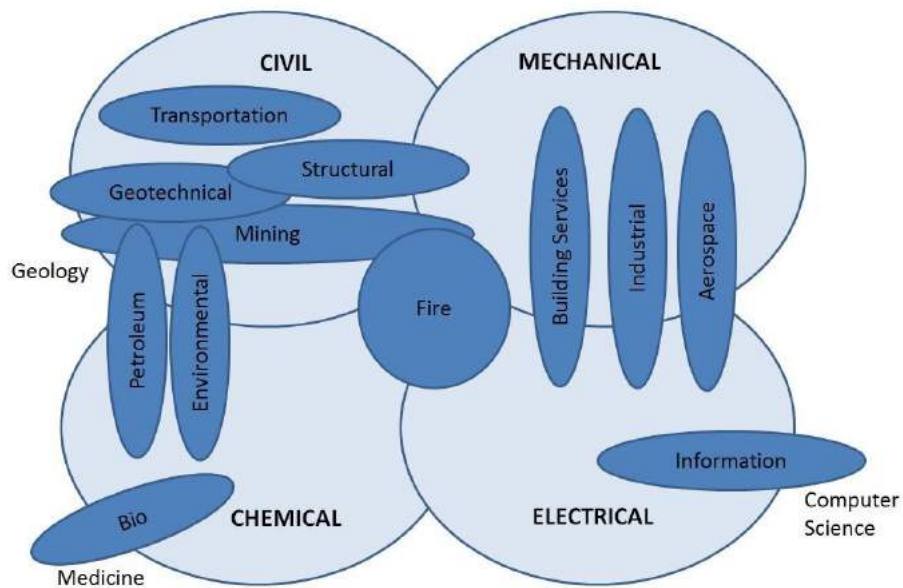 CIVIL
MECHANICAL
Transportation
Structural
Geotechnical
Mining
Geology
Building Services
Industrial
Aerospace
Fire
Petroleum
Environmental
Information
Bio
CHEMICAL
ELECTRICAL
Computer
Science
Medicine